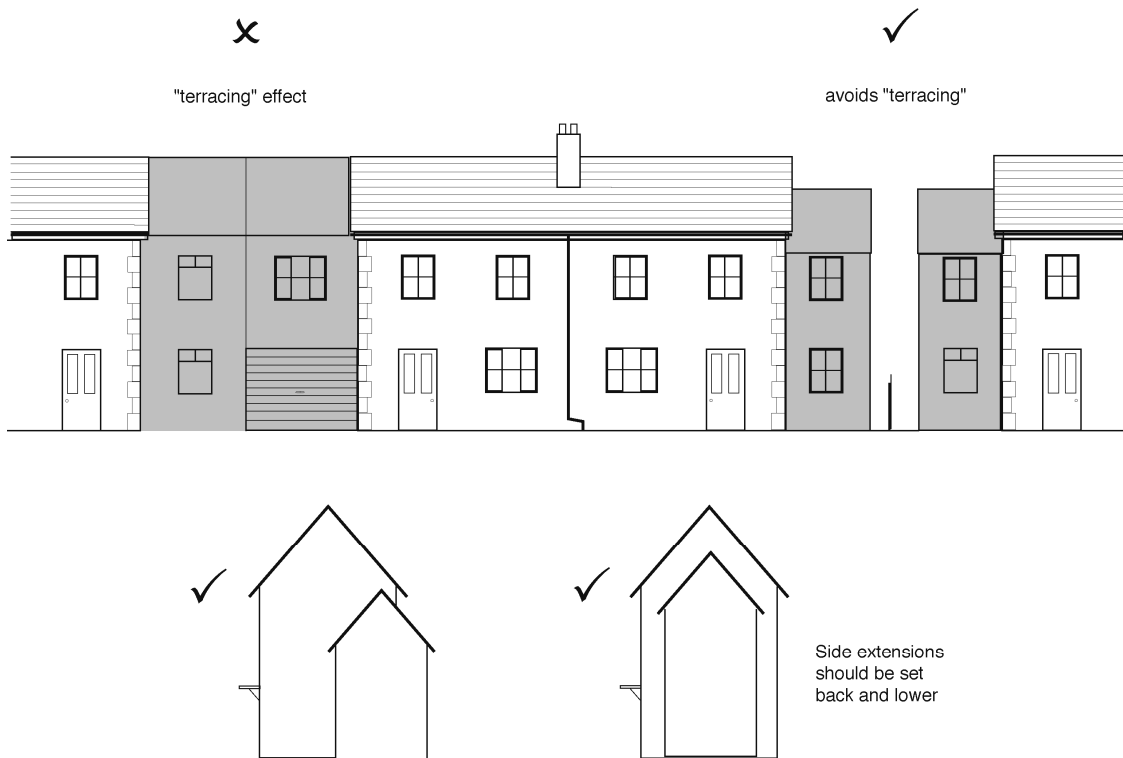 "terracing" effect
avoids "terracing"
Side extensions
should be set
back and lower